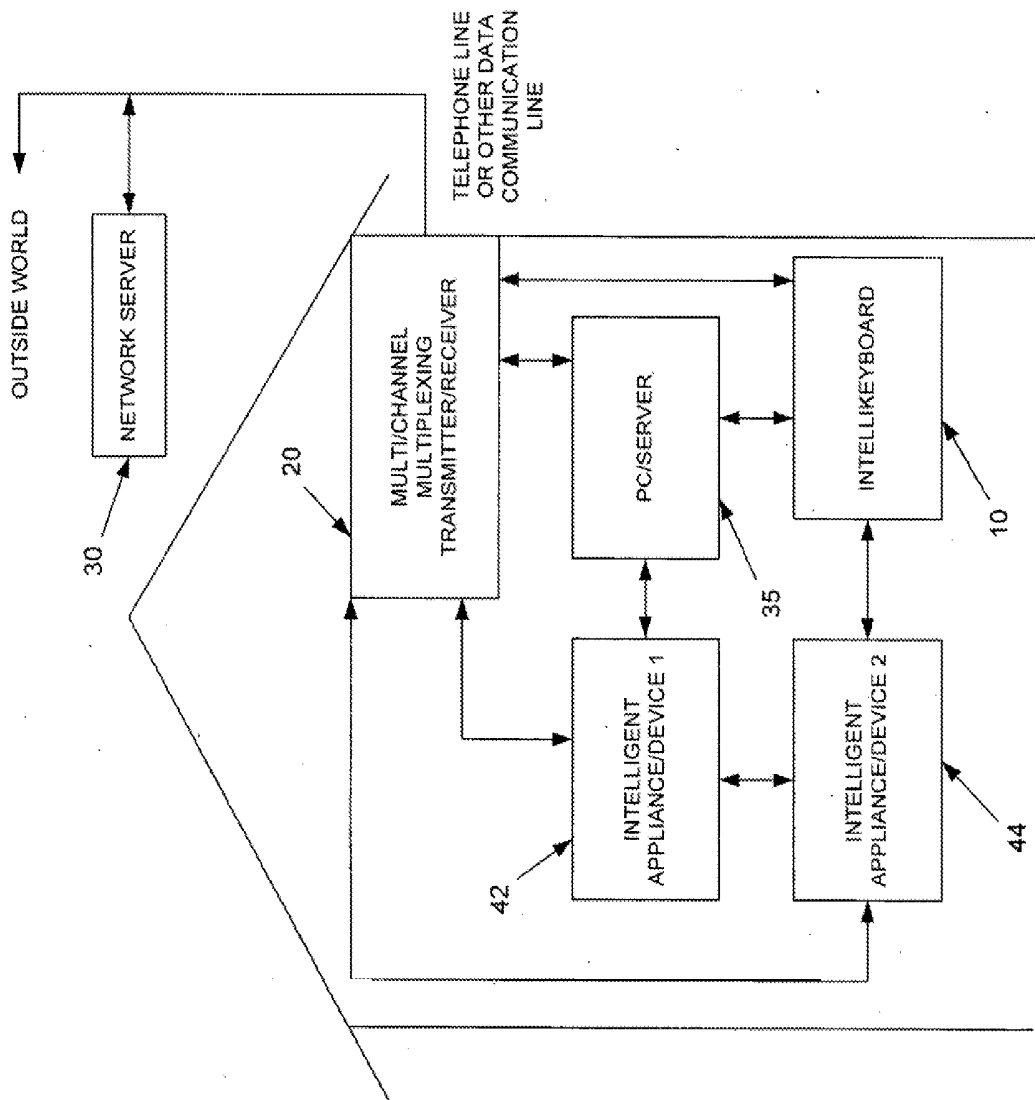 OUTSIDE WORLD
NETWORK SERVER
30
TELEPHONE LINE
OR OTHER DATA
COMMUNICATION
LINE
20
MULTI/CHANNEL
MULTIPLEXING
TRANSMITTER/RECEIVER
42
INTELLIGENT
APPLIANCE/DEVICE 1
PC/SERVER
35
INTELLIGENT
APPLIANCE/DEVICE 2
44
INTELLIKEYBOARD
10